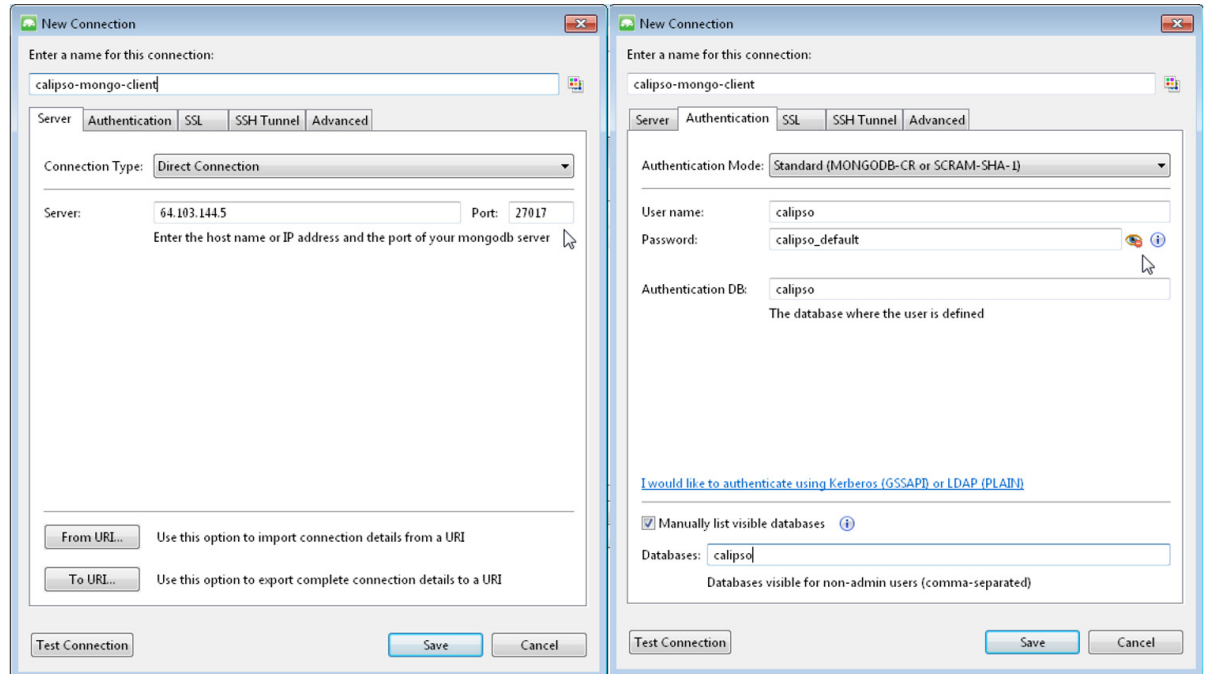 New Connection
Enter a name for this connection:
calipso-mongo-client
Server Authentication SSL SSH Tunnel Advanced
Connection Type: Direct Connection
Server: 64.103.144.5 Port: 27017
Enter the host name or IP address and the port of your mongodb server
From URI... Use this option to import connection details from a URI
To URI... Use this option to export complete connection details to a URI
Test Connection Save Cancel
New Connection
Enter a name for this connection:
calipso-mongo-client
Server Authentication SSL SSH Tunnel Advanced
Authentication Mode: Standard (MONGODB-CR or SCRAM-SHA-1)
User name: calipso
Password: calipso_default
Authentication DB: calipso
The database where the user is defined
I would like to authenticate using Kerberos (GSSAPI) or LDAP (PLAIN)
Manually list visible databases
Databases: calipso
Databases visible for non-admin users (comma-separated)
Test Connection Save Cancel